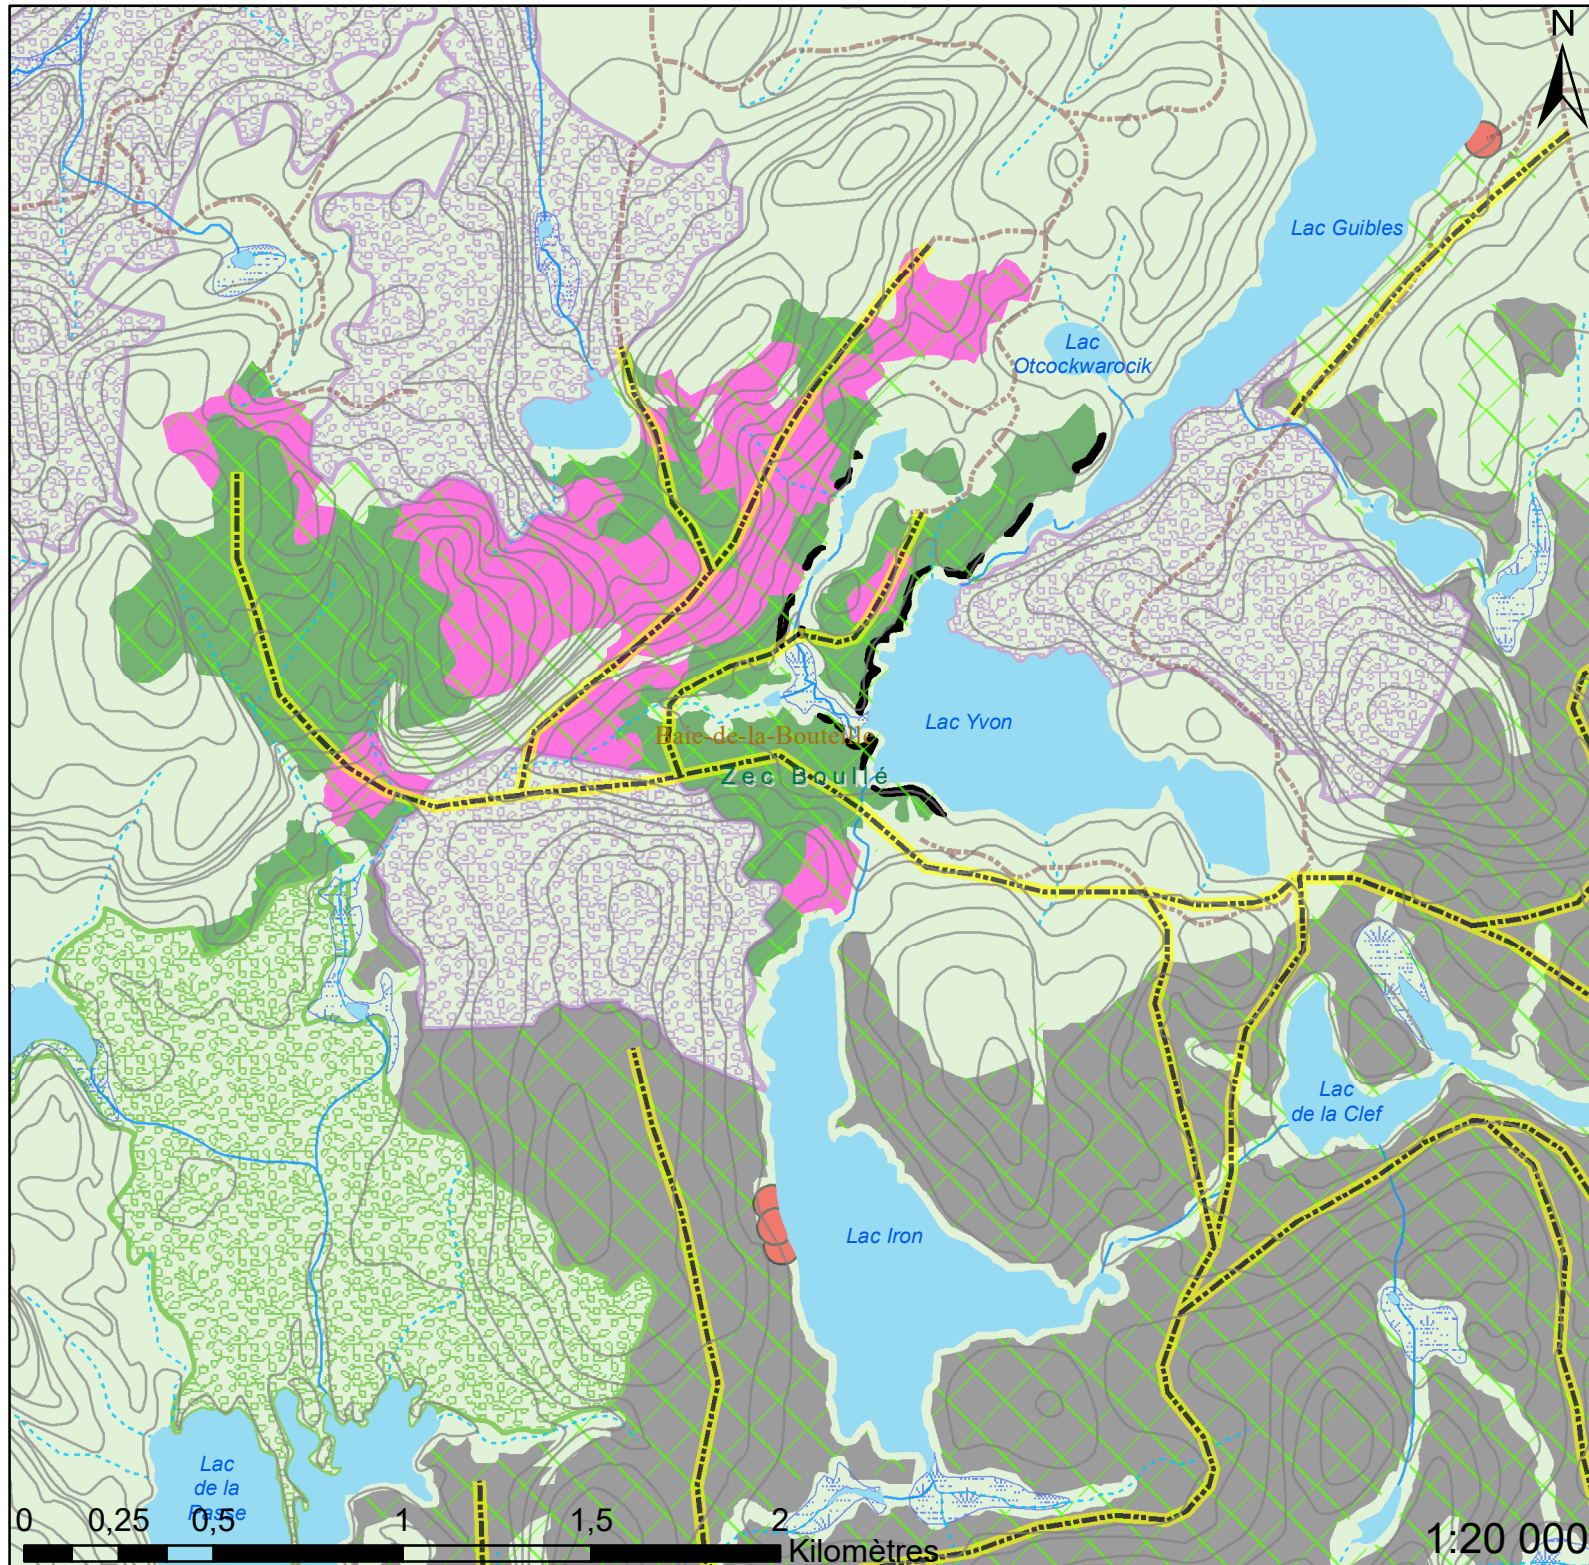 N
Lac Guibles
Lac
Otcockwarocik
Lac Yvon
Baie-de-la-Bouteille
Zec Boullé
Lac
de la Clef
Lac Iron
Lac
de la
Passe
0 0,25 0,5 1 1,5 2
Kilomètres
1:20 000